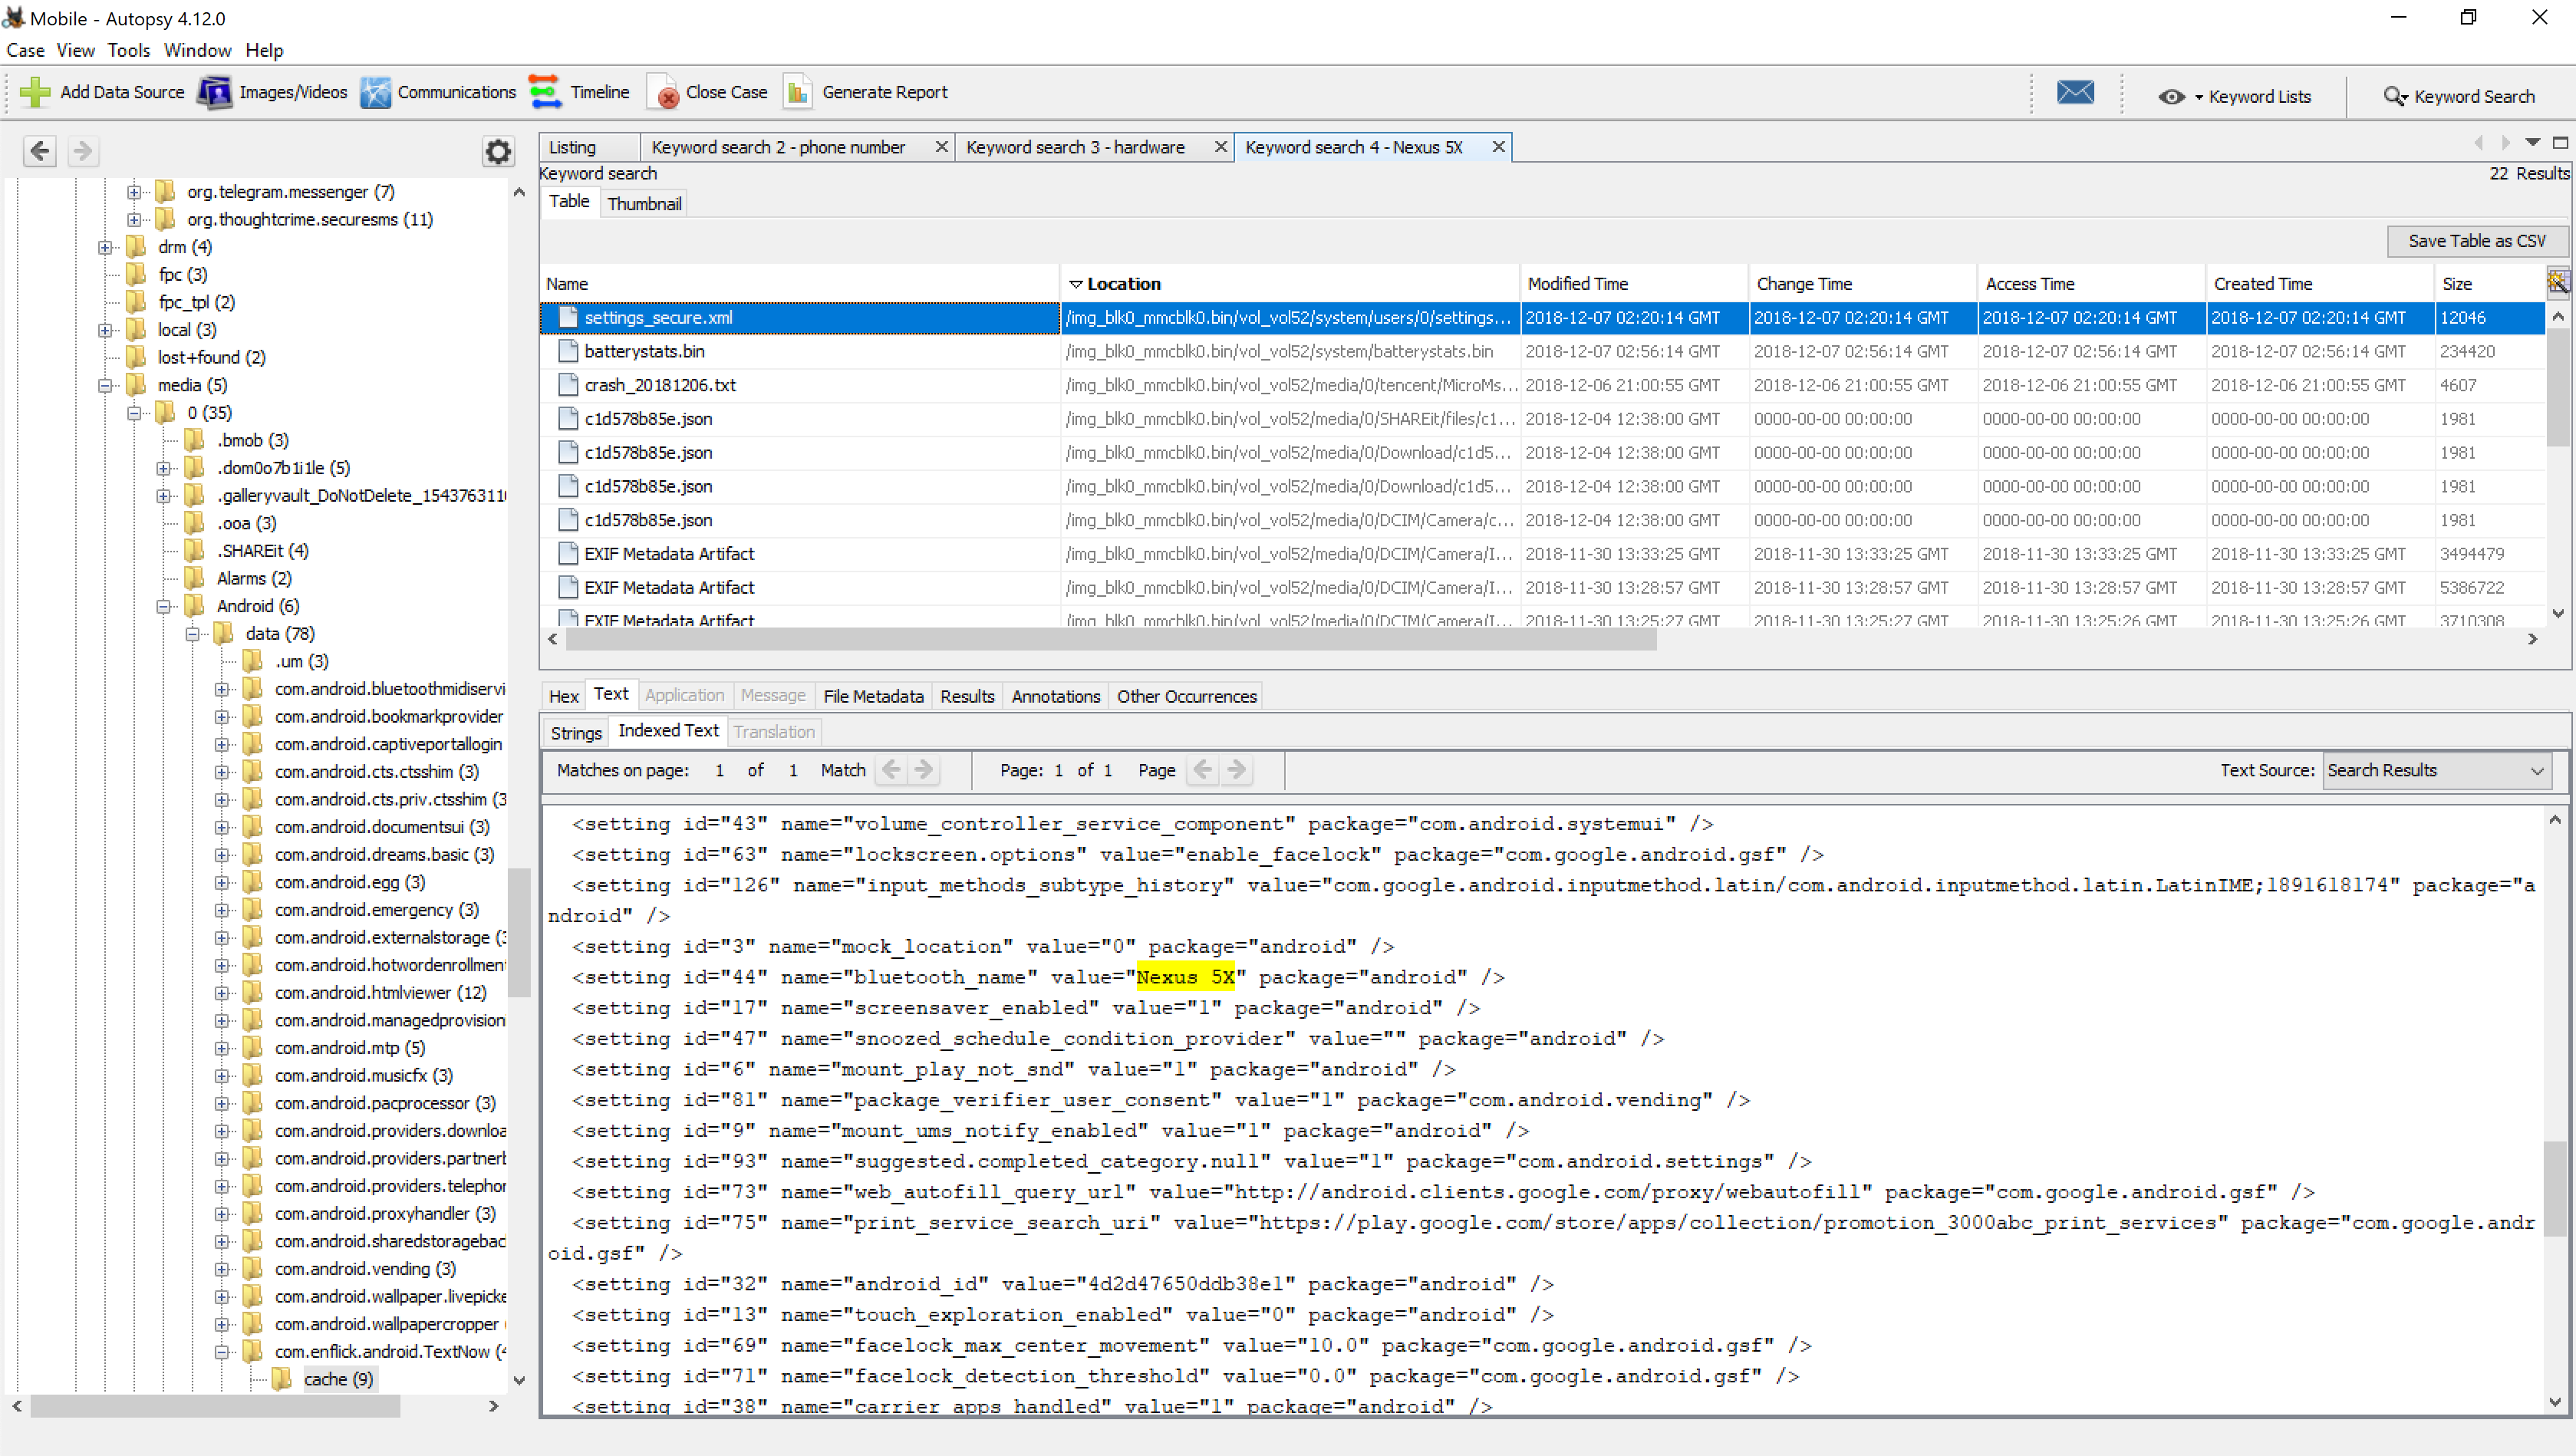 Mobile - Autopsy 4.12.0
Case View Tools Window Help
Add Data Source Images/Videos Communications Timeline Close Case Generate Report Keyword Lists Keyword Search
Listing Keyword search 2 - phone number Keyword search 3 - hardware Keyword search 4 - Nexus 5X
Keyword search 22 Results
Table Thumbnail
Save Table as CSV
Name Location Modified Time Change Time Access Time Created Time Size
settings_secure.xml /img_blk0_mmcblk0.bin/vol_vol52/system/users/0/settings... 2018-12-07 02:20:14 GMT 2018-12-07 02:20:14 GMT 2018-12-07 02:20:14 GMT 2018-12-07 02:20:14 GMT 12046
batterystats.bin /img_blk0_mmcblk0.bin/vol_vol52/system/batterystats.bin 2018-12-07 02:56:14 GMT 2018-12-07 02:56:14 GMT 2018-12-07 02:56:14 GMT 2018-12-07 02:56:14 GMT 234420
crash_20181206.txt /img_blk0_mmcblk0.bin/vol_vol52/media/0/tencent/MicroMs... 2018-12-06 21:00:55 GMT 2018-12-06 21:00:55 GMT 2018-12-06 21:00:55 GMT 2018-12-06 21:00:55 GMT 4607
c1d578b85e.json /img_blk0_mmcblk0.bin/vol_vol52/media/0/SHAREit/files/c1... 2018-12-04 12:38:00 GMT 0000-00-00 00:00:00 0000-00-00 00:00:00 0000-00-00 00:00:00 1981
c1d578b85e.json /img_blk0_mmcblk0.bin/vol_vol52/media/0/Download/c1d5... 2018-12-04 12:38:00 GMT 0000-00-00 00:00:00 0000-00-00 00:00:00 0000-00-00 00:00:00 1981
c1d578b85e.json /img_blk0_mmcblk0.bin/vol_vol52/media/0/Download/c1d5... 2018-12-04 12:38:00 GMT 0000-00-00 00:00:00 0000-00-00 00:00:00 0000-00-00 00:00:00 1981
c1d578b85e.json /img_blk0_mmcblk0.bin/vol_vol52/media/0/DCIM/Camera/c... 2018-12-04 12:38:00 GMT 0000-00-00 00:00:00 0000-00-00 00:00:00 0000-00-00 00:00:00 1981
EXIF Metadata Artifact /img_blk0_mmcblk0.bin/vol_vol52/media/0/DCIM/Camera/I... 2018-11-30 13:33:25 GMT 2018-11-30 13:33:25 GMT 2018-11-30 13:33:25 GMT 2018-11-30 13:33:25 GMT 3494479
EXIF Metadata Artifact /img_blk0_mmcblk0.bin/vol_vol52/media/0/DCIM/Camera/I... 2018-11-30 13:28:57 GMT 2018-11-30 13:28:57 GMT 2018-11-30 13:28:57 GMT 2018-11-30 13:28:57 GMT 5386722
EXIF Metadata Artifact /img_blk0_mmcblk0.bin/vol_vol52/media/0/DCIM/Camera/I... 2018-11-30 13:25:27 GMT 2018-11-30 13:25:27 GMT 2018-11-30 13:25:26 GMT 2018-11-30 13:25:26 GMT 3710308
org.telegram.messenger (7)
org.thoughtcrime.securesms (11)
drm (4)
fpc (3)
fpc_tpl (2)
local (3)
lost+found (2)
media (5)
0 (35)
.bmob (3)
.dom0o7b1i1le (5)
.galleryvault_DoNotDelete_154376311
.ooa (3)
.SHAREit (4)
Alarms (2)
Android (6)
data (78)
.um (3)
com.android.bluetoothmidiservi
com.android.bookmarkprovider
com.android.captiveportallogin
com.android.cts.ctsshim (3)
com.android.cts.priv.ctsshim (3
com.android.documentsui (3)
com.android.dreams.basic (3)
com.android.egg (3)
com.android.emergency (3)
com.android.externalstorage (3
com.android.hotwordenrollmen
com.android.htmlviewer (12)
com.android.managedprovision
com.android.mtp (5)
com.android.musicfx (3)
com.android.pacprocessor (3)
com.android.providers.downloa
com.android.providers.partnerb
com.android.providers.telephon
com.android.proxyhandler (3)
com.android.sharedstorageback
com.android.vending (3)
com.android.wallpaper.livepicke
com.android.wallpapercropper (
com.enflick.android.TextNow (4
cache (9)
Hex Text Application Message File Metadata Results Annotations Other Occurrences
Strings Indexed Text Translation
Matches on page: 1 of 1 Match Page: 1 of 1 Page Text Source: Search Results
<setting id="43" name="volume_controller_service_component" package="com.android.systemui" />
<setting id="63" name="lockscreen.options" value="enable_facelock" package="com.google.android.gsf" />
<setting id="126" name="input_methods_subtype_history" value="com.google.android.inputmethod.latin/com.android.inputmethod.latin.LatinIME;1891618174" package="a
ndroid" />
<setting id="3" name="mock_location" value="0" package="android" />
<setting id="44" name="bluetooth_name" value="Nexus 5X" package="android" />
<setting id="17" name="screensaver_enabled" value="1" package="android" />
<setting id="47" name="snoozed_schedule_condition_provider" value="" package="android" />
<setting id="6" name="mount_play_not_snd" value="1" package="android" />
<setting id="81" name="package_verifier_user_consent" value="1" package="com.android.vending" />
<setting id="9" name="mount_ums_notify_enabled" value="1" package="android" />
<setting id="93" name="suggested.completed_category.null" value="1" package="com.android.settings" />
<setting id="73" name="web_autofill_query_url" value="http://android.clients.google.com/proxy/webautofill" package="com.google.android.gsf" />
<setting id="75" name="print_service_search_uri" value="https://play.google.com/store/apps/collection/promotion_3000abc_print_services" package="com.google.andr
oid.gsf" />
<setting id="32" name="android_id" value="4d2d47650ddb38e1" package="android" />
<setting id="13" name="touch_exploration_enabled" value="0" package="android" />
<setting id="69" name="facelock_max_center_movement" value="10.0" package="com.google.android.gsf" />
<setting id="71" name="facelock_detection_threshold" value="0.0" package="com.google.android.gsf" />
<setting id="38" name="carrier_apps_handled" value="1" package="android" />